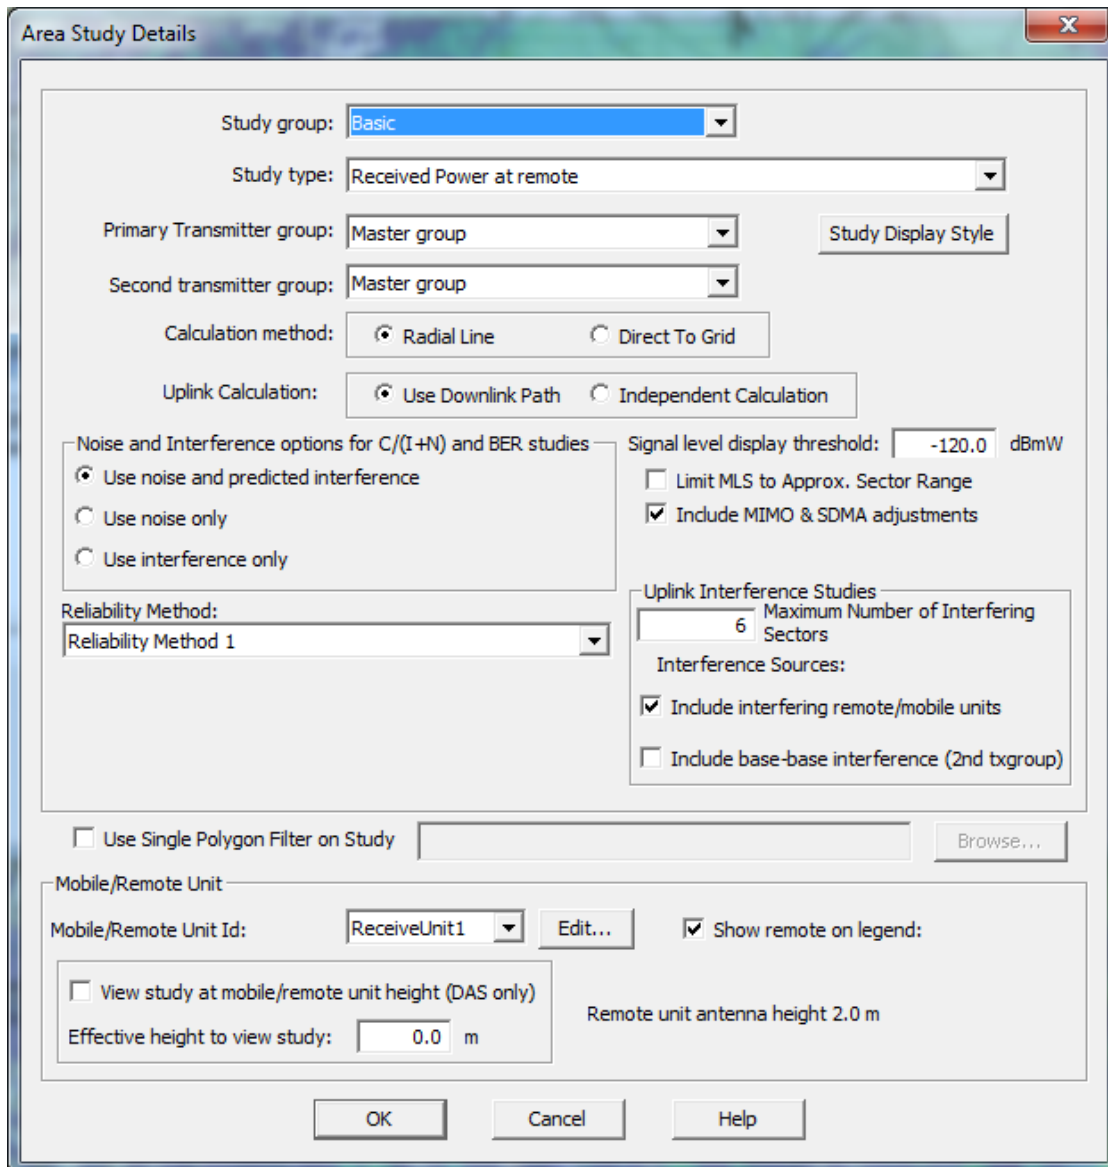 Area Study Details
Study group: Basic
Study type: Received Power at remote
Primary Transmitter group: Master group
Study Display Style
Second transmitter group: Master group
Calculation method: Radial Line Direct To Grid
Uplink Calculation: Use Downlink Path Independent Calculation
Noise and Interference options for C/(I+N) and BER studies
Use noise and predicted interference
Use noise only
Use interference only
Signal level display threshold: -120.0 dBmW
Limit MLS to Approx. Sector Range
Include MIMO & SDMA adjustments
Reliability Method:
Reliability Method 1
Uplink Interference Studies
6 Maximum Number of Interfering
Sectors
Interference Sources:
Include interfering remote/mobile units
Include base-base interference (2nd txgroup)
Use Single Polygon Filter on Study
Browse...
Mobile/Remote Unit
Mobile/Remote Unit Id: ReceiveUnit1 Edit... Show remote on legend:
View study at mobile/remote unit height (DAS only)
Effective height to view study: 0.0 m
Remote unit antenna height 2.0 m
OK Cancel Help